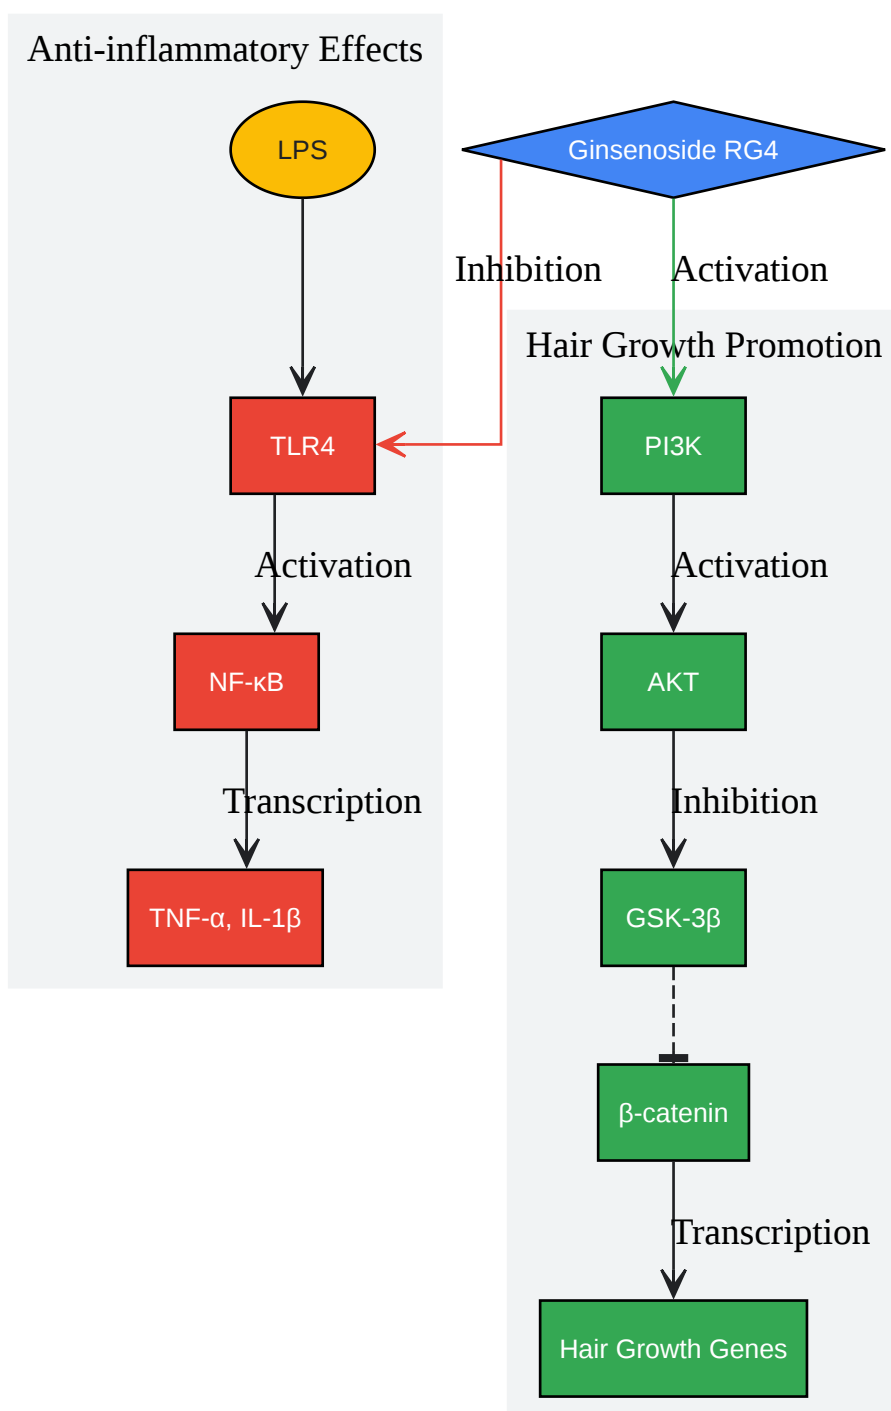 Anti-inflammatory Effects
LPS
Ginsenoside RG4
Inhibition
Activation
Hair Growth Promotion
TLR4
PI3K
Activation
Activation
NF-κB
AKT
Transcription
Inhibition
TNF-α, IL-1β
GSK-3β
β-catenin
Transcription
Hair Growth Genes